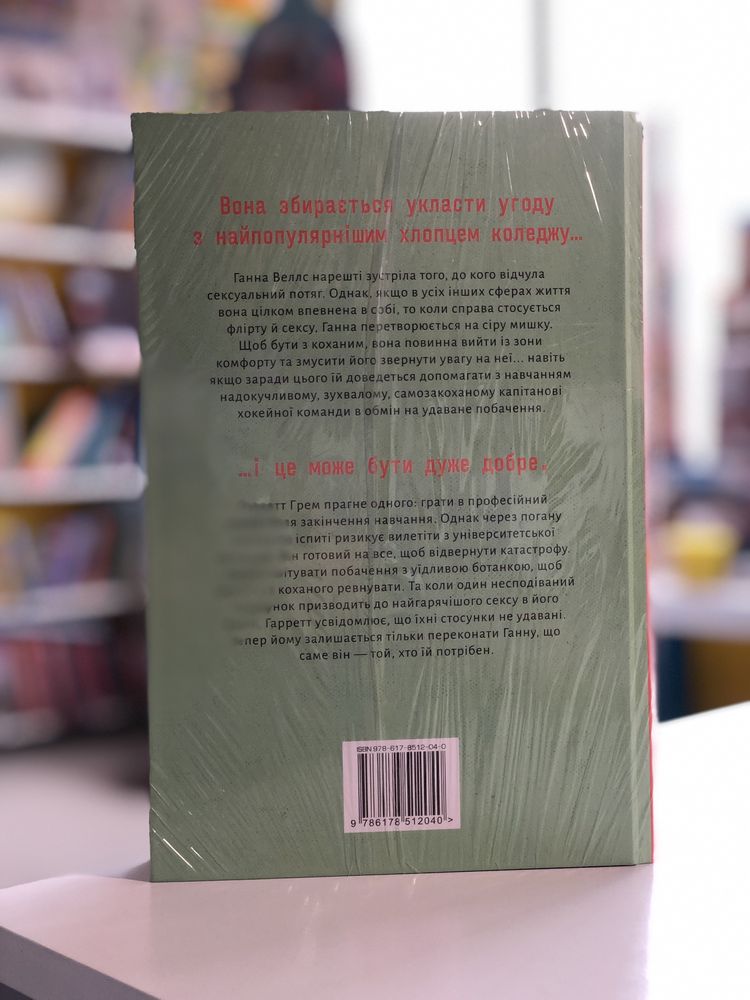 Вона збирається укласти угоду
з найпопулярнішим хлопцем коледжу...
Ганна Веллс нарешті зустріла того, до кого відчула
сексуальний потяг. Однак, якщо в усіх інших сферах життя
вона цілком впевнена в собі, то коли справа стосується
флірту й сексу, Ганна перетворюється на сіру мишку.
Щоб бути з коханим, вона повинна вийти із зони
комфорту та змусити його звернути увагу на неї... навіть
якщо заради цього їй доведеться допомагати з навчанням
надокучливому, зухвалому, самозакоханому капітанові
хокейної команди в обмін на удаване побачення.
...і це може бути дуже добре.
Грем прагне одного: грати в професійний
закінчення навчання. Однак через погану
іспиті ризикує вилетіти з університетської
готовий на все, щоб відвернути катастрофу.
побачення з уїдливою ботанкою, щоб
коханого ревнувати. Та коли один несподіваний
призводить до найгарячішого сексу в його
Гарретт усвідомлює, що їхні стосунки не удавані.
йому залишається тільки переконати Ганну, що
саме він — той, хто їй потрібен.
ISBN 978-617-8512-04-0
9 786178 512040 >